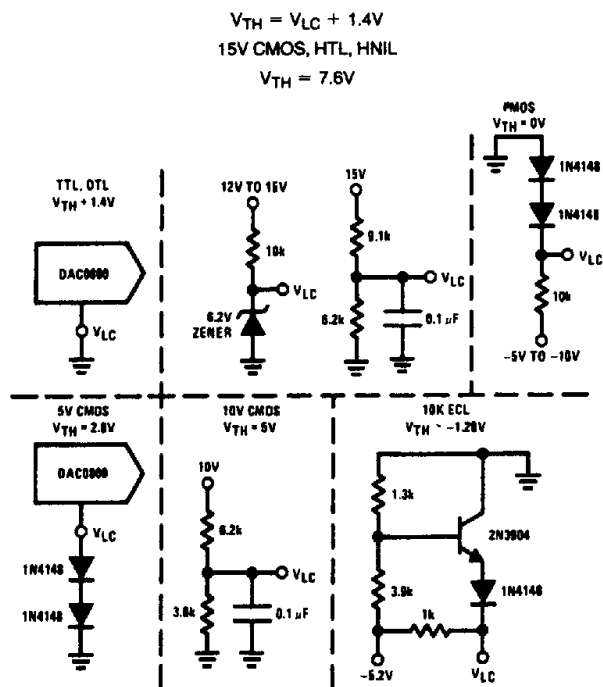 VTH = VLC + 1.4V
15V CMOS, HTL, HNIL
VTH = 7.6V
PMOS
VTH = 0V
1N4148
1N4148
VLC
10k
-5V TO -10V
TTL, DTL
VTH + 1.4V
DAC0800
VLC
12V TO 15V
10k
VLC
6.2V
ZENER
15V
9.1k
VLC
6.2k
0.1 μF
5V CMOS
VTH = 2.8V
DAC0800
VLC
1N4148
1N4148
10V CMOS
VTH = 5V
10V
6.2k
VLC
3.6k
0.1 μF
10K ECL
VTH ~ -1.29V
1.3k
2N3904
3.9k
1N4148
1k
-5.2V
VLC